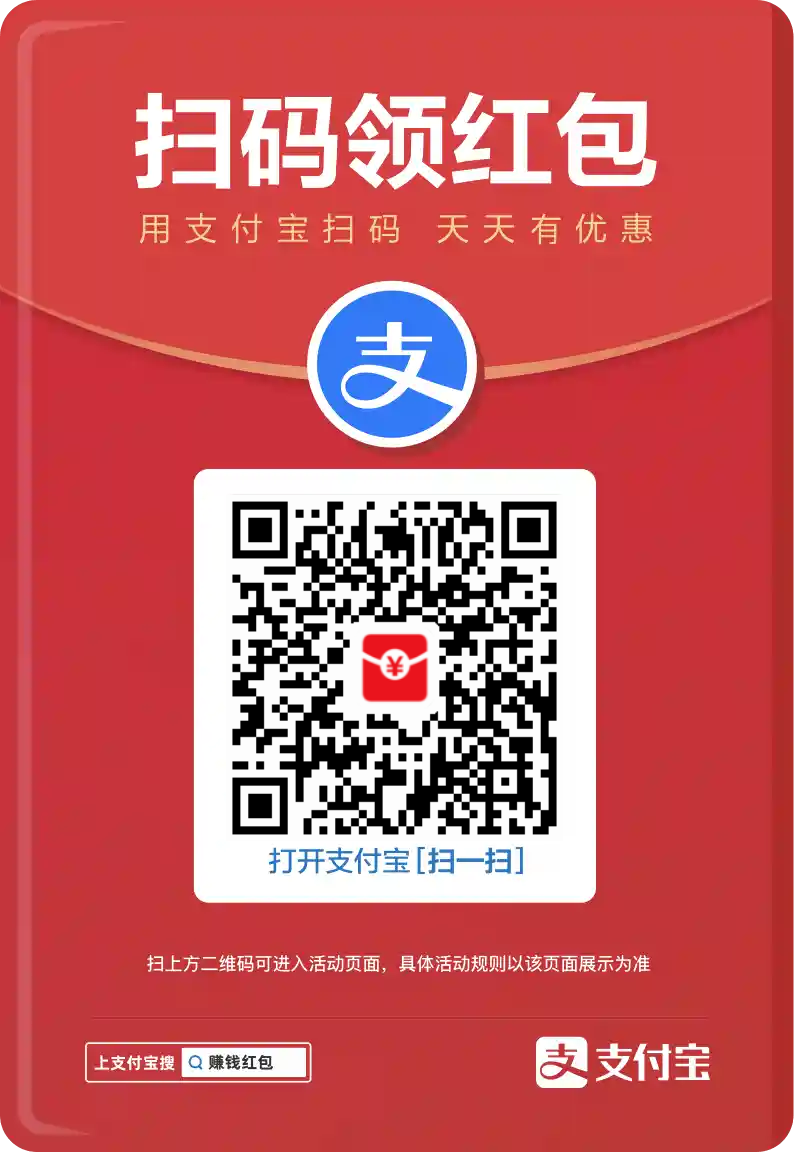 扫码领红包
用支付宝扫码 天天有优惠
支
¥
打开支付宝[扫一扫]
扫上方二维码可进入活动页面，具体活动规则以该页面展示为准
上支付宝搜 赚钱红包
支 支付宝